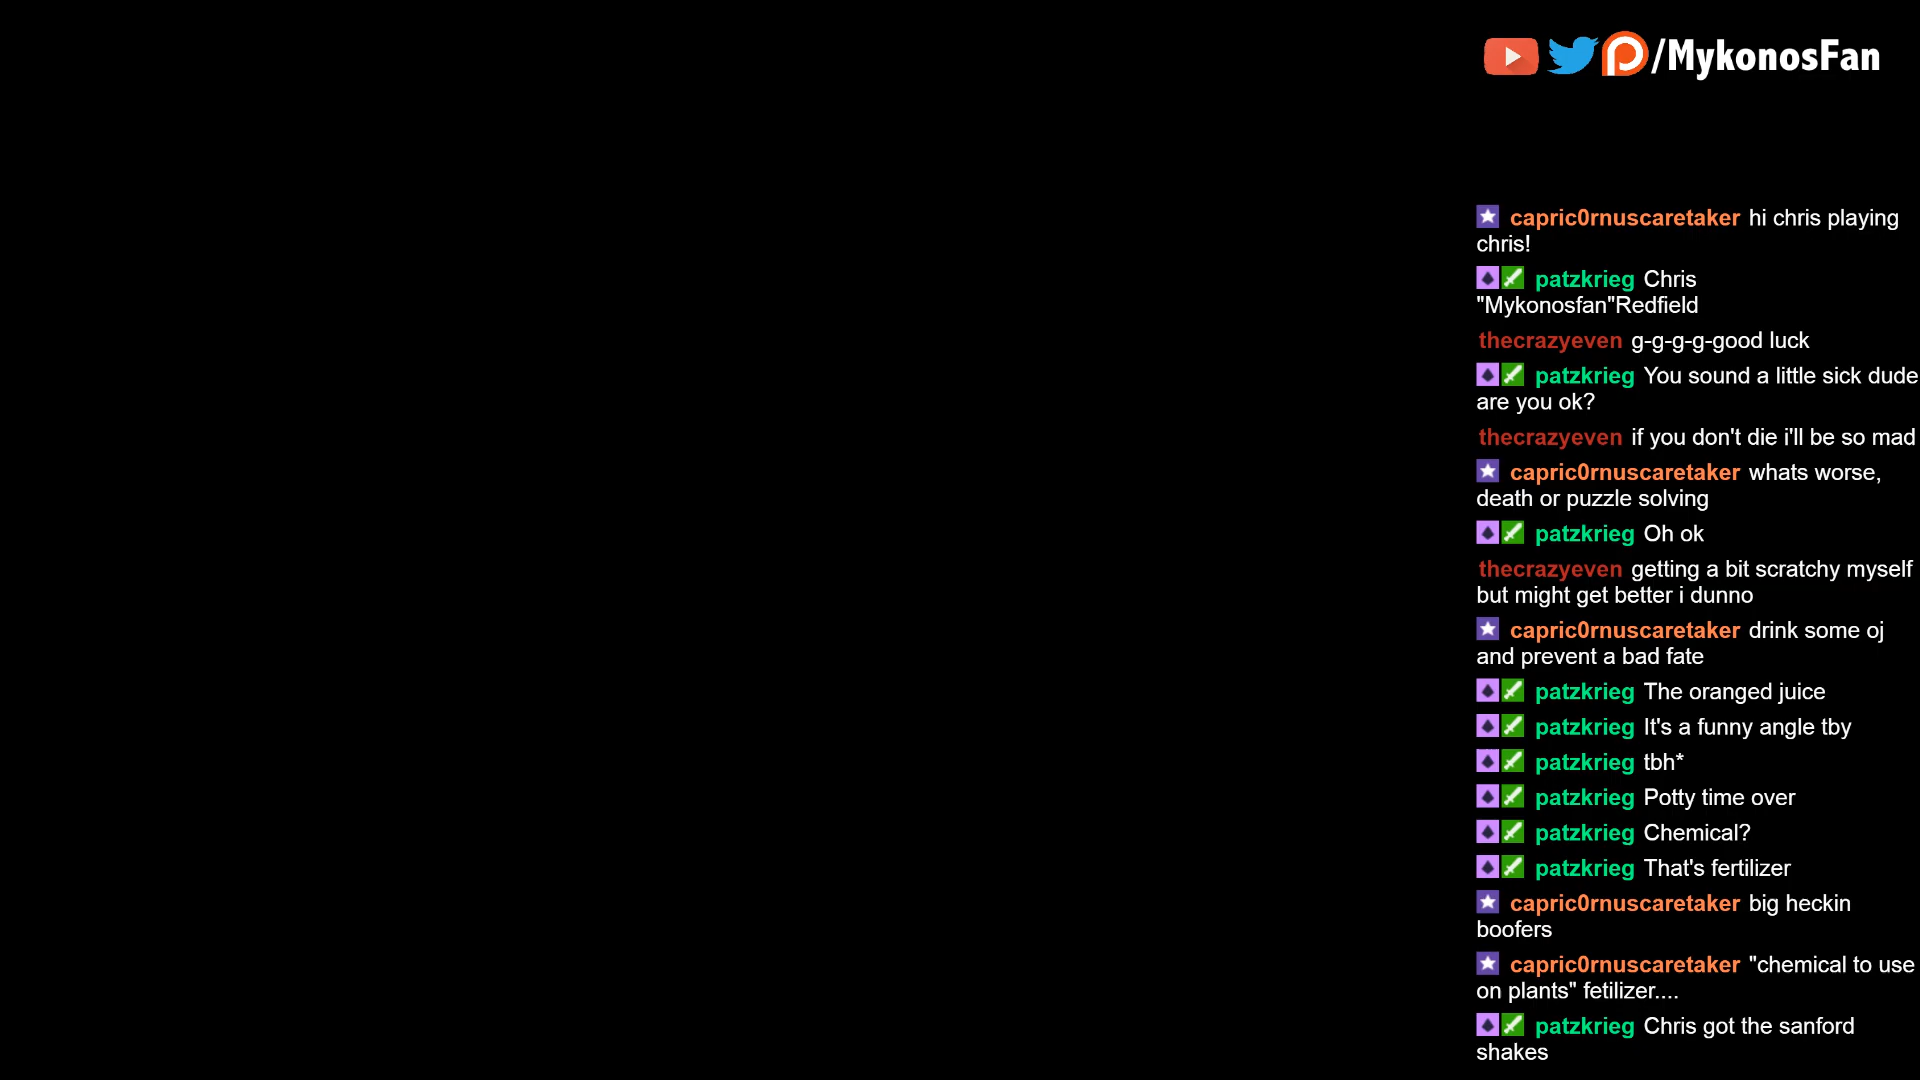 /MykonosFan
capric0rnuscaretaker hi chris playing
chris!
patzkrieg Chris
"Mykonosfan"Redfield
thecrazyeven g-g-g-g-good luck
patzkrieg You sound a little sick dude
are you ok?
thecrazyeven if you don't die i'll be so mad
capric0rnuscaretaker whats worse,
death or puzzle solving
patzkrieg Oh ok
thecrazyeven getting a bit scratchy myself
but might get better i dunno
capric0rnuscaretaker drink some oj
and prevent a bad fate
patzkrieg The oranged juice
patzkrieg It's a funny angle tby
patzkrieg tbh*
patzkrieg Potty time over
patzkrieg Chemical?
patzkrieg That's fertilizer
capric0rnuscaretaker big heckin
boofers
capric0rnuscaretaker "chemical to use
on plants" fetilizer....
patzkrieg Chris got the sanford
shakes